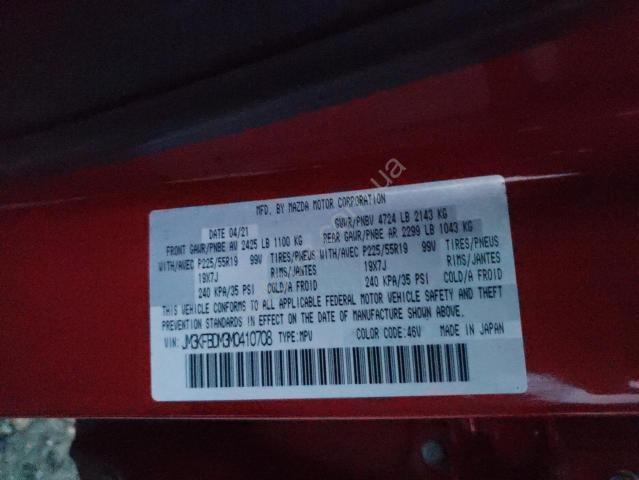 MFD. BY MAZDA MOTOR CORPORATION
DATE 04/21
GVWR/PNBV 4724 LB 2143 KG
FRONT GAWR/PNBE AV 2425 LB 1100 KG
REAR GAWR/PNBE AR 2299 LB 1043 KG
WITH/AVEC P225/55R19 99V TIRES/PNEUS WITH/AVEC P225/55R19 99V TIRES/PNEUS
19X7J RIMS/JANTES 19X7J RIMS/JANTES
240 KPA/35 PSI COLD/A FROID 240 KPA/35 PSI COLD/A FROID
THIS VEHICLE CONFORMS TO ALL APPLICABLE FEDERAL MOTOR VEHICLE SAFETY AND THEFT
PREVENTION STANDARDS IN EFFECT ON THE DATE OF MANUFACTURE SHOWN ABOVE.
VIN: JM3KFBDM3M0410708 TYPE:MPV COLOR CODE:46V MADE IN JAPAN